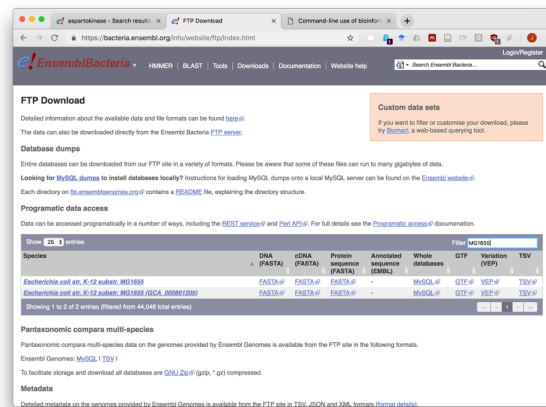 aspartokinase - Search results
FTP Download
Command-line use of bioinfom
https://bacteria.ensembl.org/info/website/ftp/index.html
Login/Register
EnsemblBacteria
HMMER | BLAST | Tools | Downloads | Documentation | Website help
Search Ensembl Bacteria...
FTP Download
Detailed information about the available data and file formats can be found here.
The data can also be downloaded directly from the Ensembl Bacteria FTP server.
Custom data sets
If you want to filter or customise your download, please
try Biomart, a web-based querying tool.
Database dumps
Entire databases can be downloaded from our FTP site in a variety of formats. Please be aware that some of these files can run to many gigabytes of data.
Looking for MySQL dumps to install databases locally? Instructions for loading MySQL dumps onto a local MySQL server can be found on the Ensembl website.
Each directory on ftp.ensemblgenomes.org contains a README file, explaining the directory structure.
Programatic data access
Data can be accessed programatically in a number of ways, including the REST service and Perl API. For full details see the Programatic access documenation.
Show 25 entries
Filter MG1655
Species
DNA (FASTA)
cDNA (FASTA)
Protein sequence (FASTA)
Annotated sequence (EMBL)
Whole databases
GTF
Variation (VEP)
TSV
Escherichia coli str. K-12 substr. MG1655 FASTA FASTA FASTA - MySQL GTF VEP TSV
Escherichia coli str. K-12 substr. MG1655 (GCA_000801205) FASTA FASTA FASTA - MySQL GTF VEP TSV
Showing 1 to 2 of 2 entries (filtered from 44,048 total entries)
1
Pantaxonomic compara multi-species
Pantaxonomic compara multi-species data on the genomes provided by Ensembl Genomes is available from the FTP site in the following formats.
Ensembl Genomes: MySQL | TSV |
To facilitate storage and download all databases are GNU Zip (gzip, *.gz) compressed.
Metadata
Detailed metadata on the genomes provided by Ensembl Genomes is available from the FTP site in TSV, JSON and XML formats (format details).